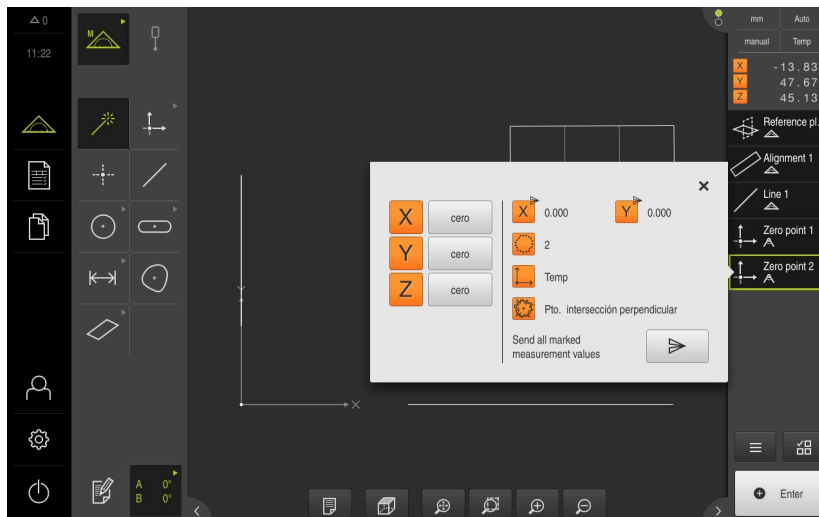 0
11:22
M
A 0°
B 0°
mm Auto
manual Temp
X -13.83
Y 47.67
Z 45.13
Reference pl.
Alignment 1
Line 1
Zero point 1
Zero point 2
X cero
Y cero
Z cero
X 0.000 Y 0.000
2
Temp
Pto. intersección perpendicular
Send all marked
measurement values
Enter